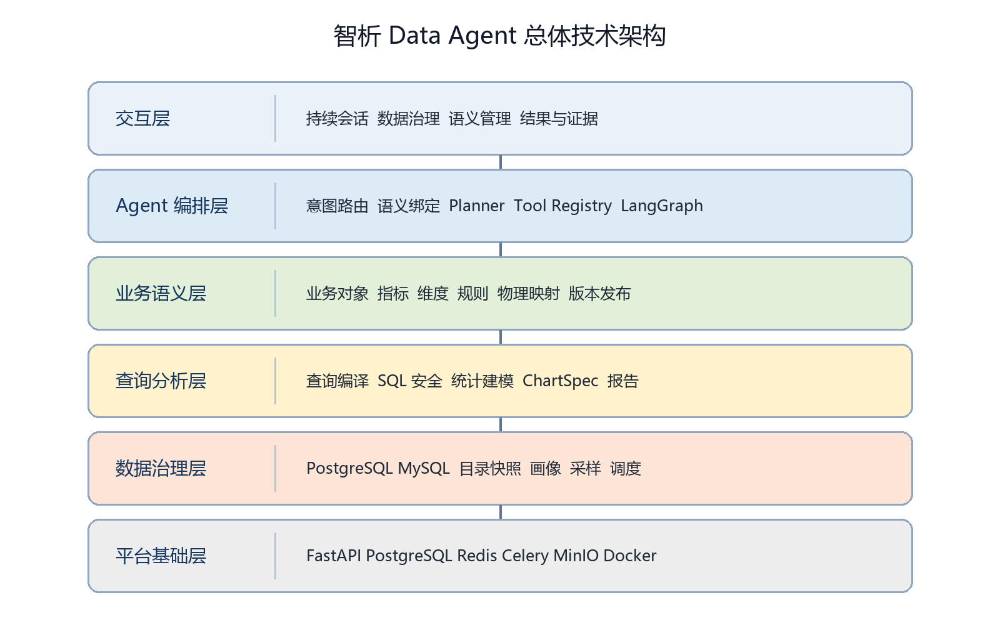 智析 Data Agent 总体技术架构
交互层
持续会话 数据治理 语义管理 结果与证据
Agent 编排层
意图路由 语义绑定 Planner Tool Registry LangGraph
业务语义层
业务对象 指标 维度 规则 物理映射 版本发布
查询分析层
查询编译 SQL 安全 统计建模 ChartSpec 报告
数据治理层
PostgreSQL MySQL 目录快照 画像 采样 调度
平台基础层
FastAPI PostgreSQL Redis Celery MinIO Docker